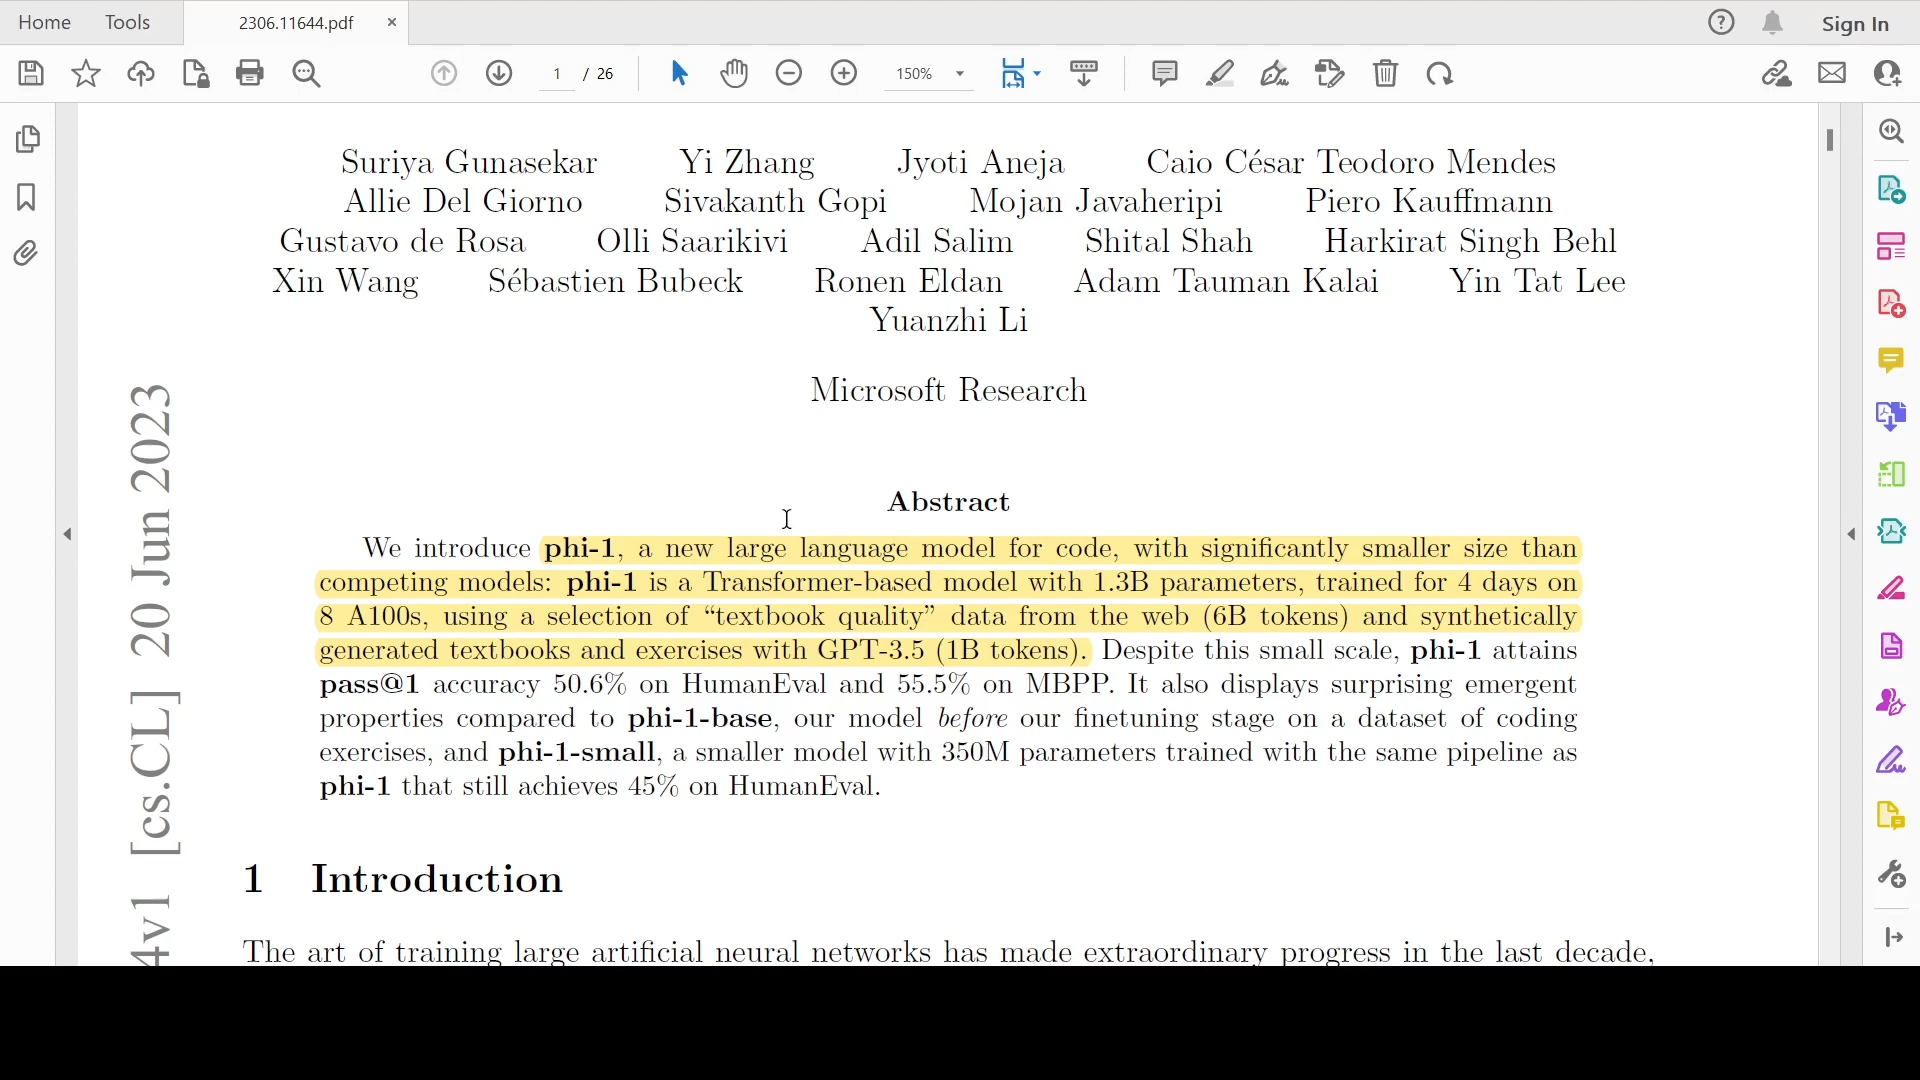 Home Tools 2306.11644.pdf × Sign In
1 / 26 150%
Suriya Gunasekar Yi Zhang Jyoti Aneja Caio César Teodoro Mendes
Allie Del Giorno Sivakanth Gopi Mojan Javaheripi Piero Kauffmann
Gustavo de Rosa Olli Saarikivi Adil Salim Shital Shah Harkirat Singh Behl
Xin Wang Sébastien Bubeck Ronen Eldan Adam Tauman Kalai Yin Tat Lee
Yuanzhi Li
Microsoft Research
4v1 [cs.CL] 20 Jun 2023
Abstract
We introduce phi-1, a new large language model for code, with significantly smaller size than
competing models: phi-1 is a Transformer-based model with 1.3B parameters, trained for 4 days on
8 A100s, using a selection of “textbook quality” data from the web (6B tokens) and synthetically
generated textbooks and exercises with GPT-3.5 (1B tokens). Despite this small scale, phi-1 attains
pass@1 accuracy 50.6% on HumanEval and 55.5% on MBPP. It also displays surprising emergent
properties compared to phi-1-base, our model before our finetuning stage on a dataset of coding
exercises, and phi-1-small, a smaller model with 350M parameters trained with the same pipeline as
phi-1 that still achieves 45% on HumanEval.
1 Introduction
The art of training large artificial neural networks has made extraordinary progress in the last decade,